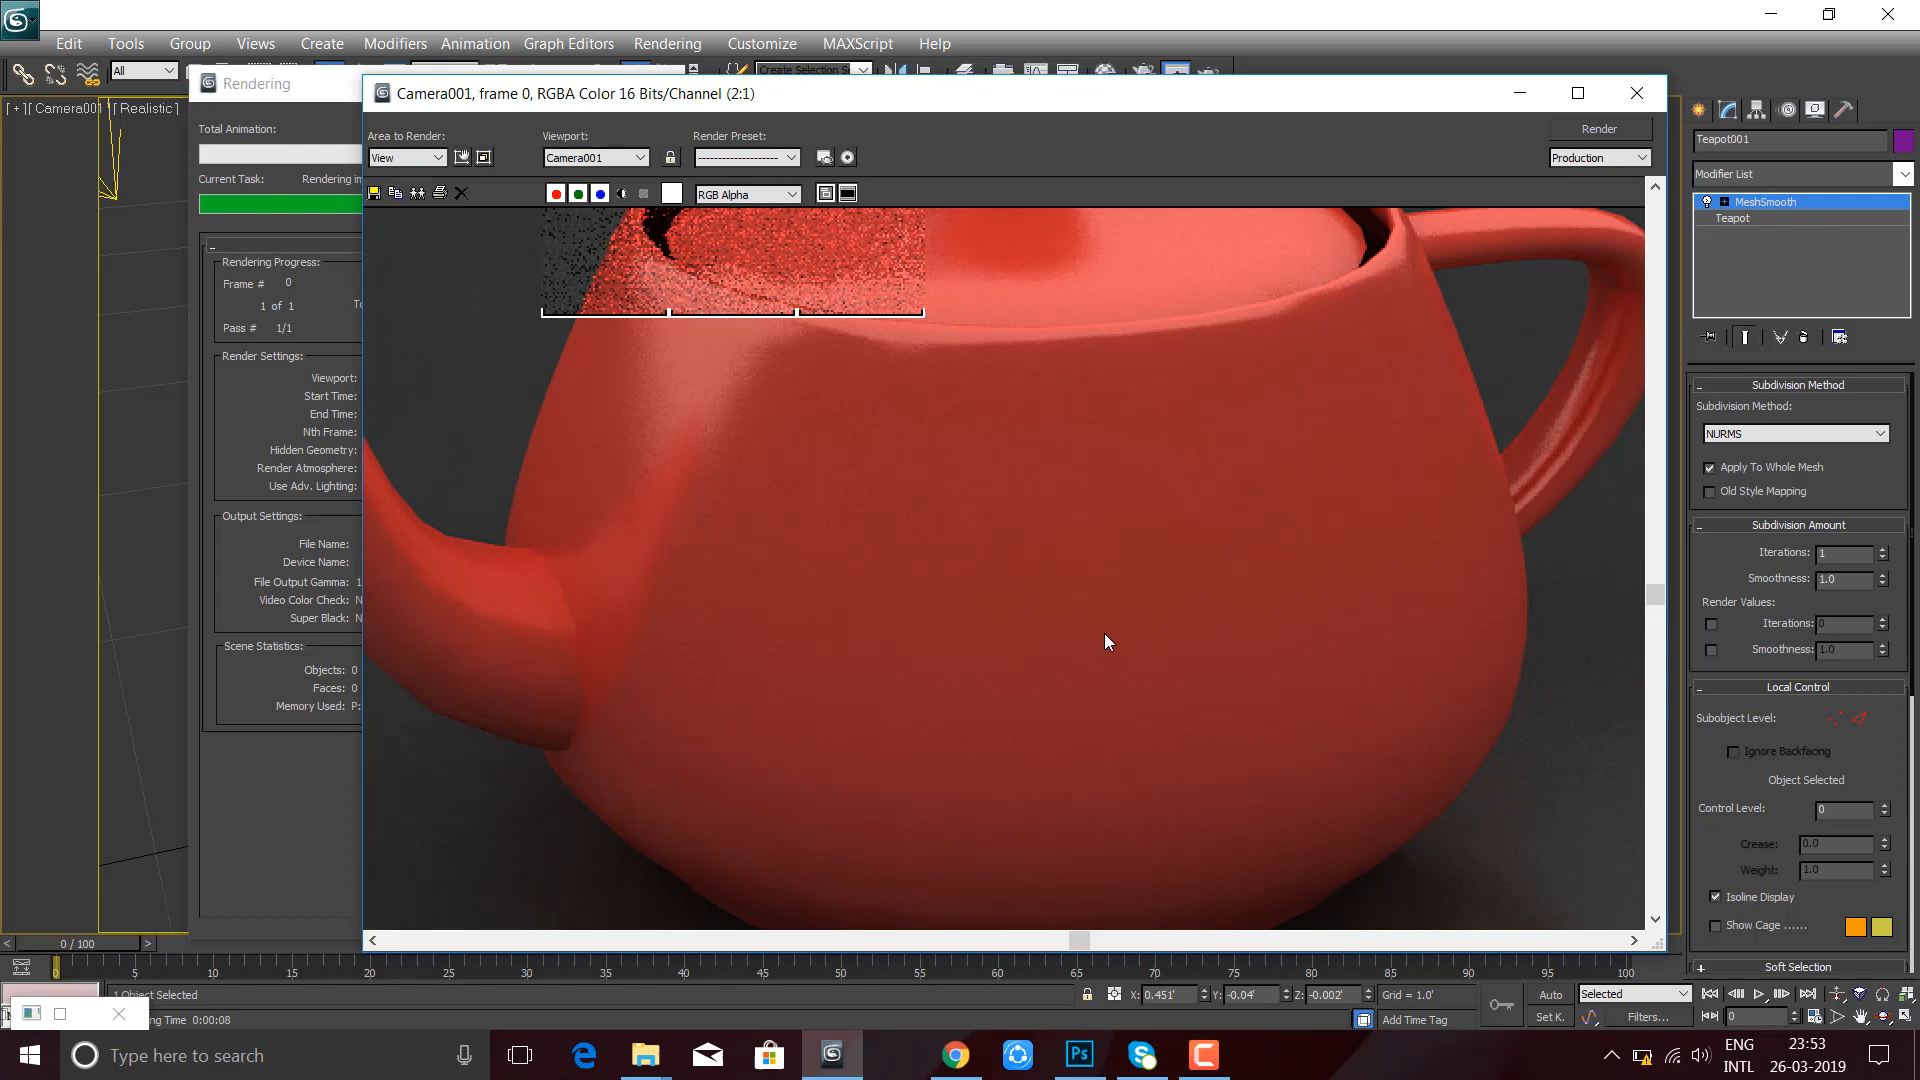 Edit Tools Group Views Create Modifiers Animation Graph Editors Rendering Customize MAXScript Help
All
Create Selection S
[ + ][ Camera001 ][ Realistic ]
Rendering
Total Animation:
Current Task: Rendering im
Rendering Progress:
Frame # 0
1 of 1
Pass # 1/1
Render Settings:
Viewport:
Start Time:
End Time:
Nth Frame:
Hidden Geometry:
Render Atmosphere:
Use Adv. Lighting:
Output Settings:
File Name:
Device Name:
File Output Gamma: 1
Video Color Check: N
Super Black: N
Scene Statistics:
Objects: 0
Faces: 0
Memory Used: P:
Camera001, frame 0, RGBA Color 16 Bits/Channel (2:1)
Area to Render:
View
Viewport:
Camera001
Render Preset:
--------------------
Render
Production
RGB Alpha
Teapot001
Modifier List
MeshSmooth
Teapot
Subdivision Method
Subdivision Method:
NURMS
Apply To Whole Mesh
Old Style Mapping
Subdivision Amount
Iterations: 1
Smoothness: 1.0
Render Values:
Iterations: 0
Smoothness: 1.0
Local Control
Subobject Level:
Ignore Backfacing
Object Selected
Control Level: 0
Crease: 0.0
Weight: 1.0
Isoline Display
Show Cage ......
Soft Selection
< 0 / 100 >
0 5 10 15 20 25 30 35 40 45 50 55 60 65 70 75 80 85 90 95 100
1 Object Selected
X: 0.451' Y: -0.04' Z: -0.002' Grid = 1.0'
Auto Selected
ng Time 0:00:08
Add Time Tag
Set K. Filters... 0
Type here to search
Ps
ENG
INTL
23:53
26-03-2019